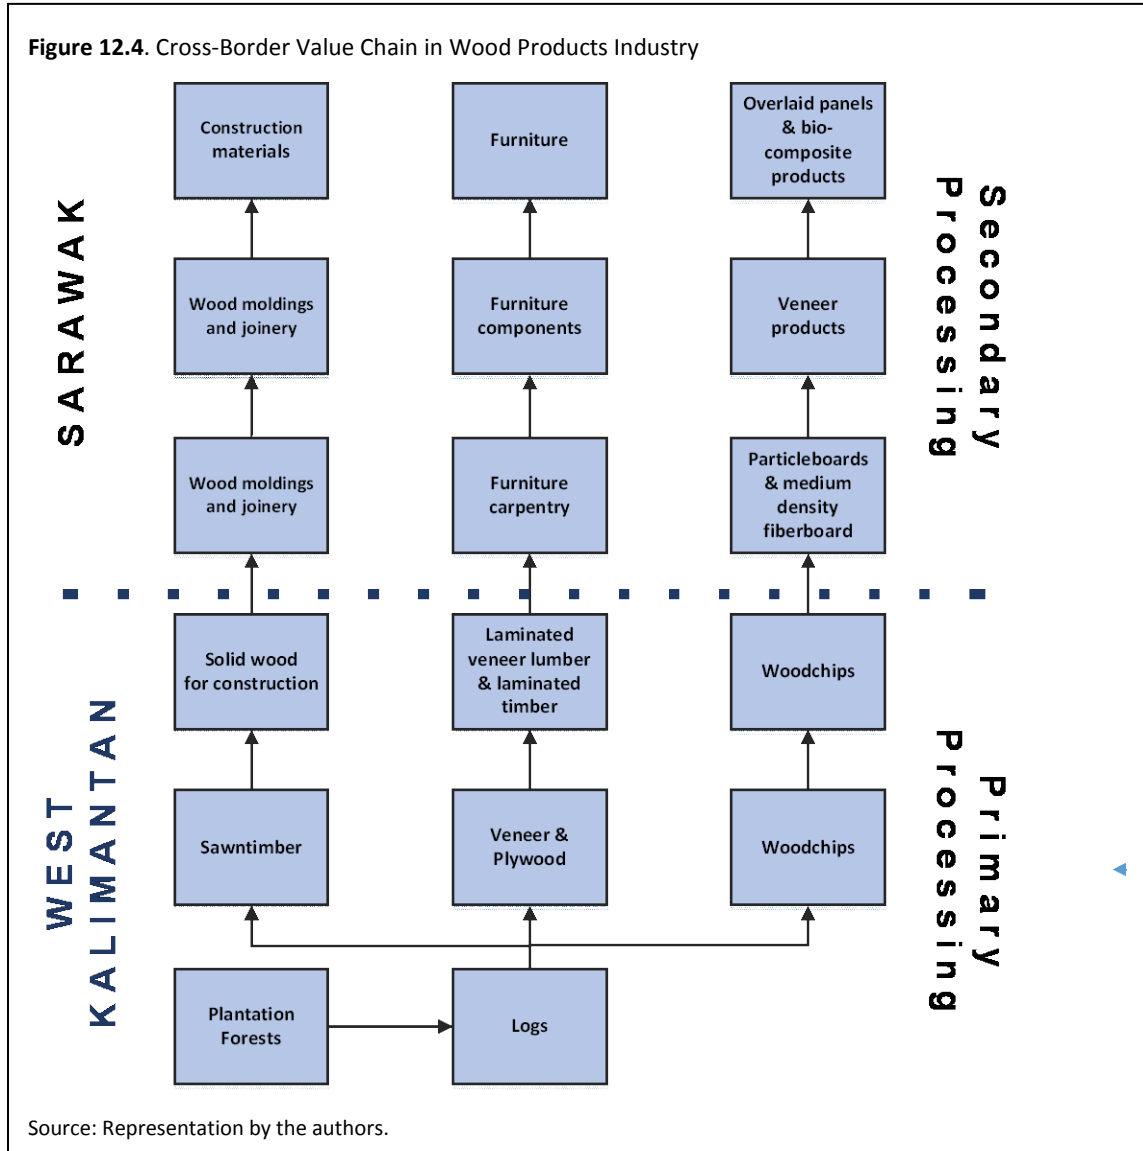 Figure 12.4. Cross-Border Value Chain in Wood Products Industry
Construction
materials
Furniture
Overlaid panels
& bio-
composite
products
SARAWAK
Secondary
Processing
Wood moldings
and joinery
Furniture
components
Veneer
products
Wood moldings
and joinery
Furniture
carpentry
Particleboards
& medium
density
fiberboard
Solid wood
for construction
Laminated
veneer lumber
& laminated
timber
Woodchips
WEST
KALIMANTAN
Primary
Processing
Sawntimber
Veneer &
Plywood
Woodchips
Plantation
Forests
Logs
Source: Representation by the authors.